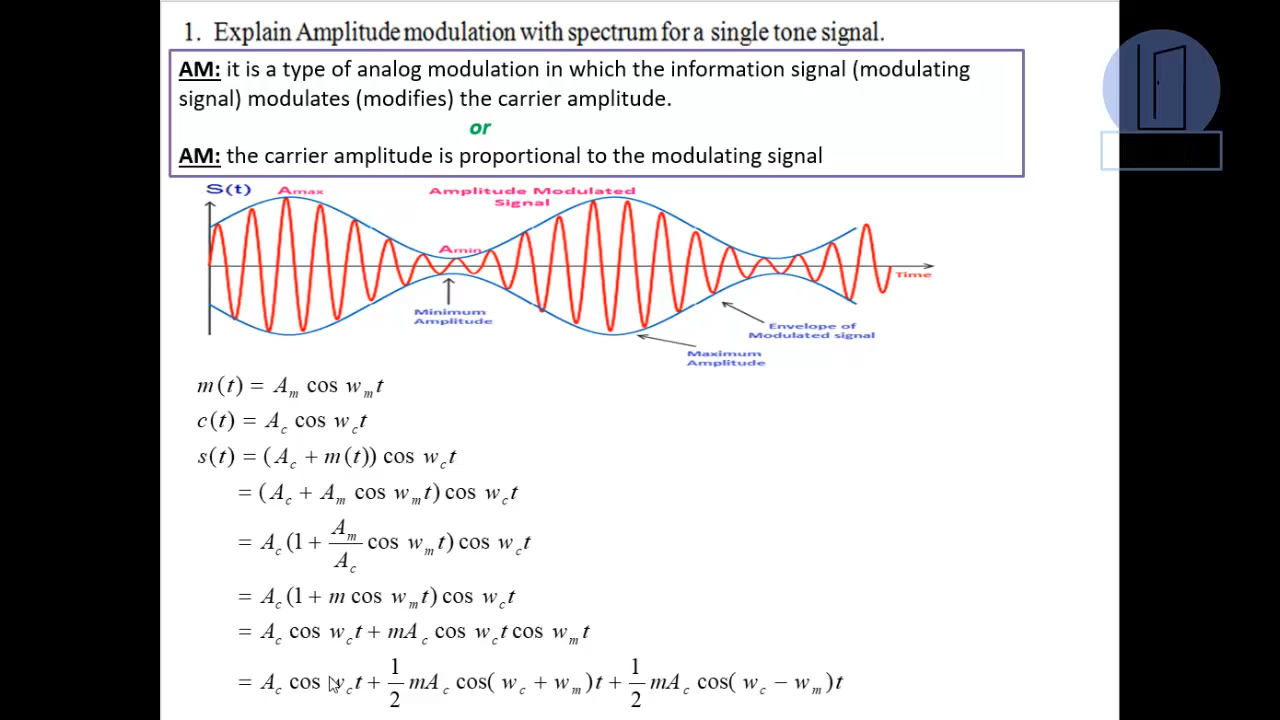 1. Explain Amplitude modulation with spectrum for a single tone signal.
AM: it is a type of analog modulation in which the information signal (modulating
signal) modulates (modifies) the carrier amplitude.
or
AM: the carrier amplitude is proportional to the modulating signal
S(t)
Amax
Amplitude Modulated
Signal
Amin
Time
Minimum
Amplitude
Envelope of
Modulated signal
Maximum
Amplitude
m(t) = A_m cos w_m t
c(t) = A_c cos w_c t
s(t) = (A_c + m(t)) cos w_c t
= (A_c + A_m cos w_m t) cos w_c t
= A_c (1 + A_m/A_c cos w_m t) cos w_c t
= A_c (1 + m cos w_m t) cos w_c t
= A_c cos w_c t + mA_c cos w_c t cos w_m t
= A_c cos w_c t + 1/2 mA_c cos( w_c + w_m )t + 1/2 mA_c cos( w_c − w_m )t